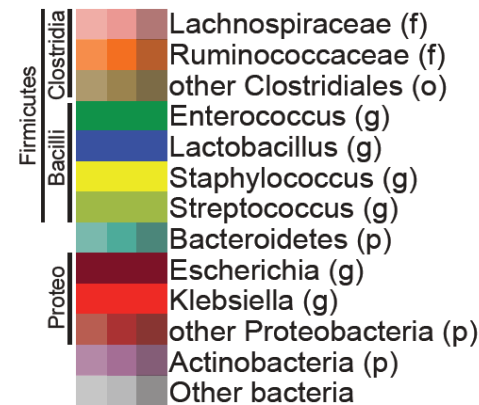 Firmicutes
Clostridia
Bacilli
Proteo
Lachnospiraceae (f)
Ruminococcaceae (f)
other Clostridiales (o)
Enterococcus (g)
Lactobacillus (g)
Staphylococcus (g)
Streptococcus (g)
Bacteroidetes (p)
Escherichia (g)
Klebsiella (g)
other Proteobacteria (p)
Actinobacteria (p)
Other bacteria